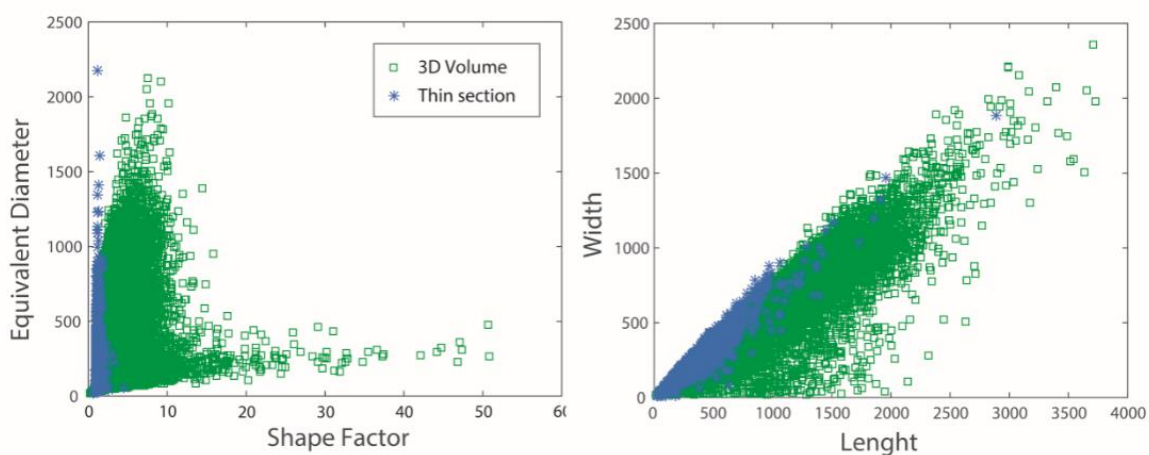 2500
2000
1500
1000
500
0
Equivalent Diameter
0 10 20 30 40 50 60
Shape Factor
3D Volume
Thin section
2500
2000
1500
1000
500
0
Width
0 500 1000 1500 2000 2500 3000 3500 4000
Lenght